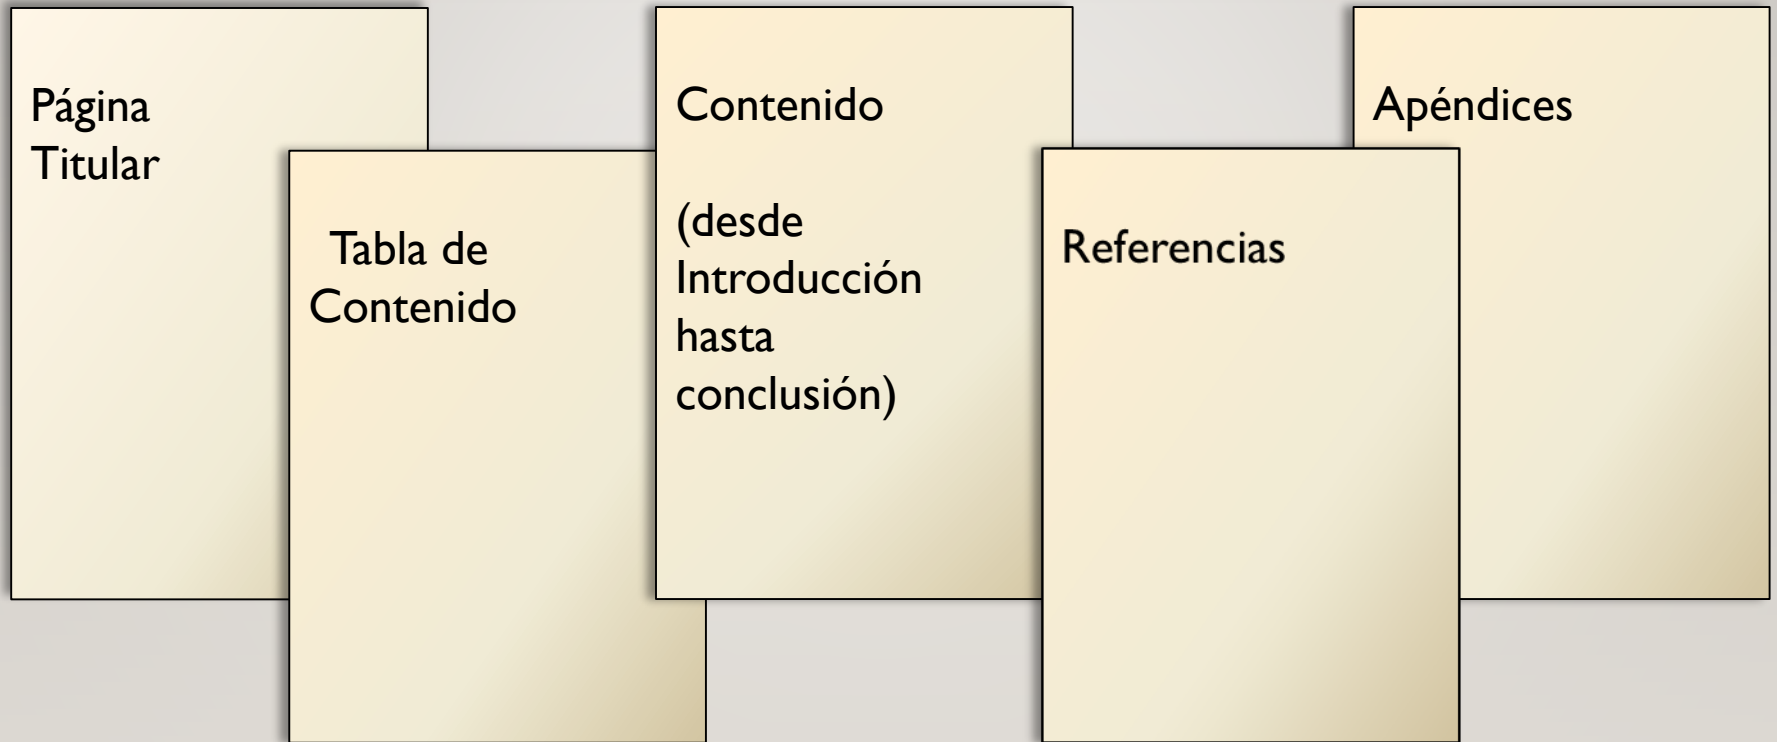 Página
Titular
Tabla de
Contenido
Contenido
(desde
Introducción
hasta
conclusión)
Referencias
Apéndices